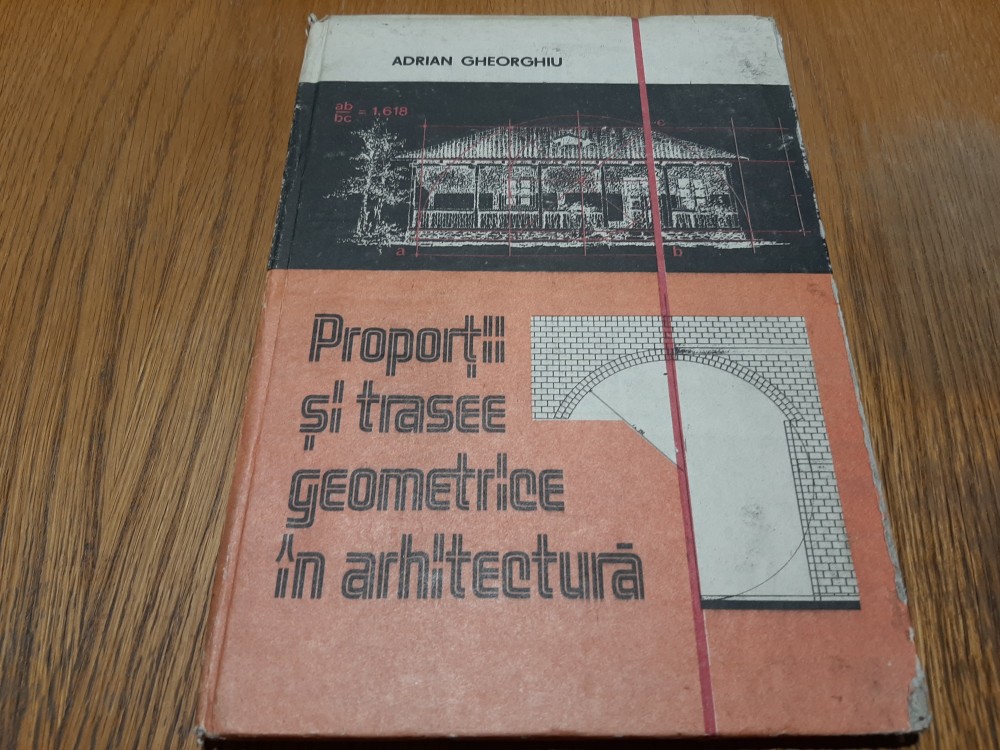 ADRIAN GHEORGHIU
ab
bc = 1,618
c
a
b
Proporții
și trasee
geometrice
în arhitectură